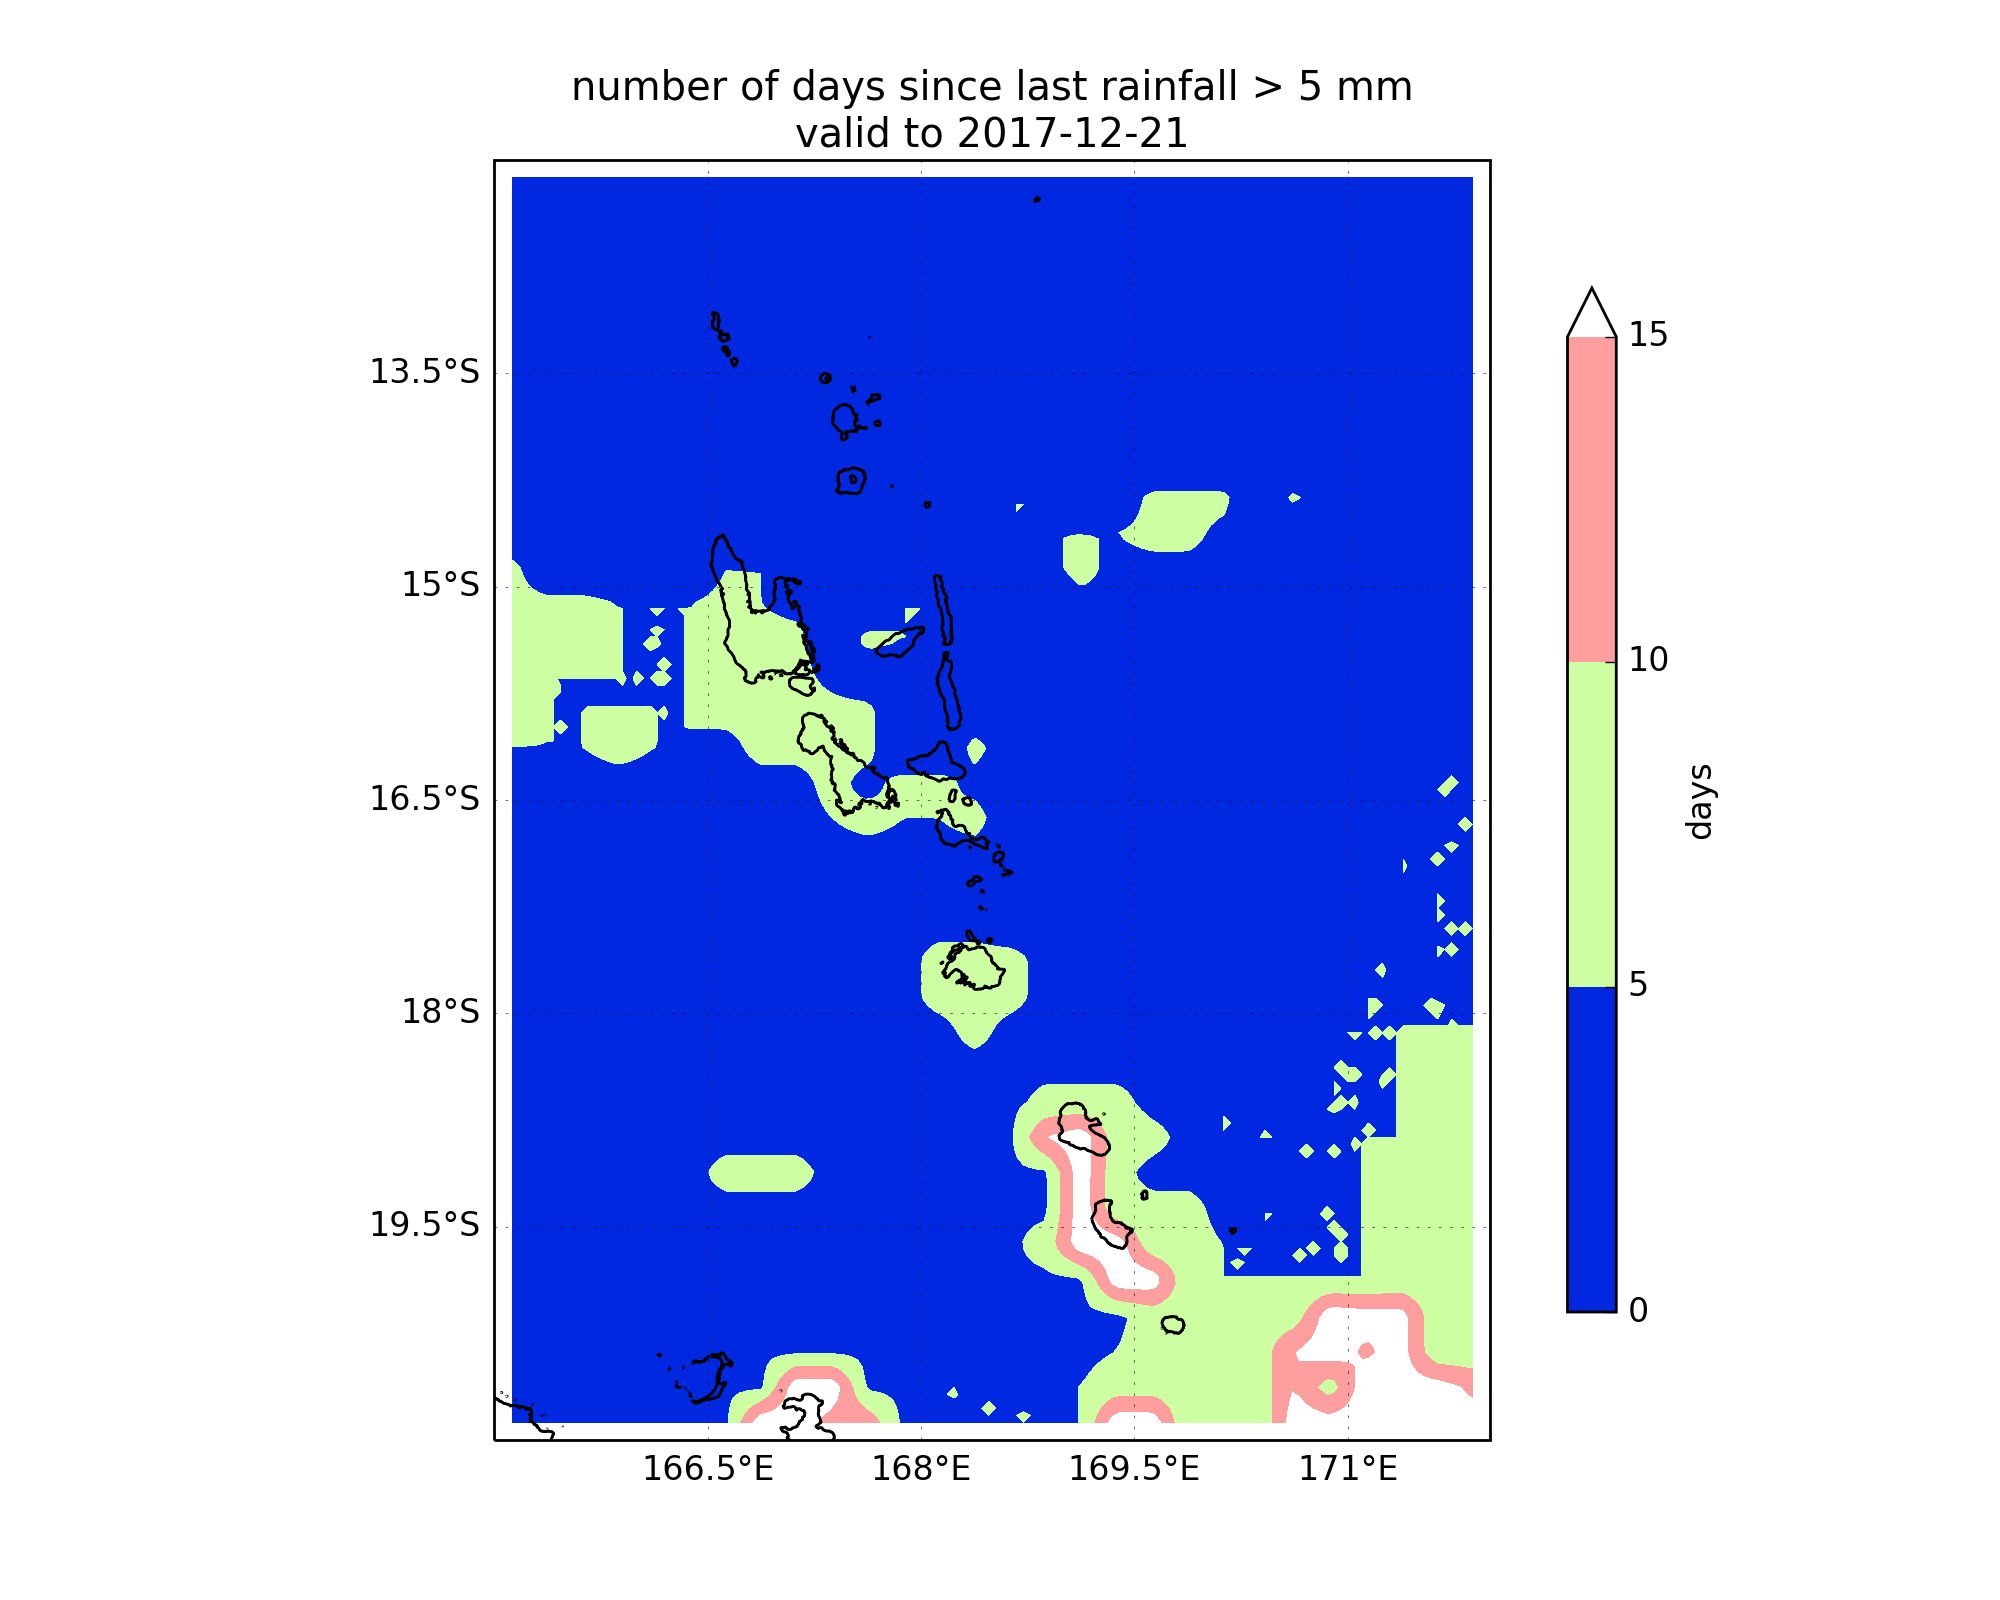 number of days since last rainfall > 5 mm
valid to 2017-12-21
13.5°S
15°S
16.5°S
18°S
19.5°S
166.5°E
168°E
169.5°E
171°E
15
10
5
0
days